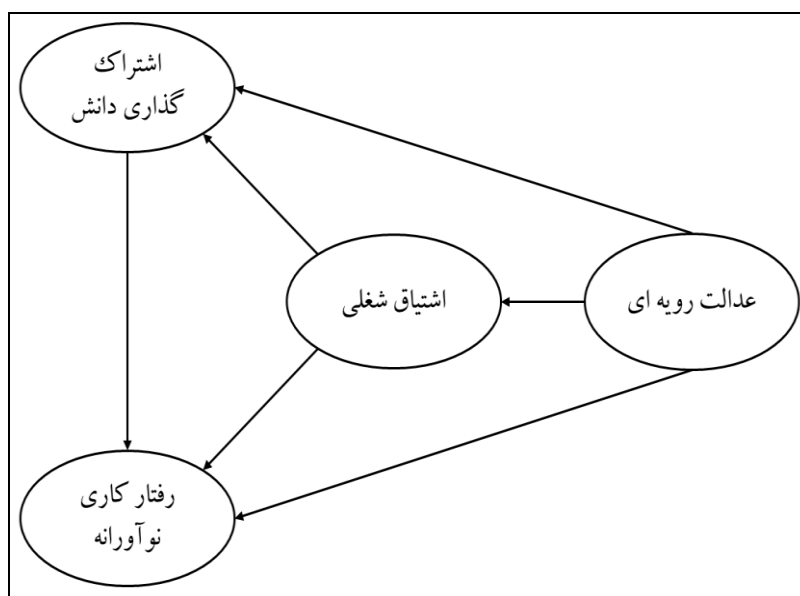 اشتراک
گذاری دانش
عدالت رویه ای
اشتیاق شغلی
رفتار کاری
نوآورانه